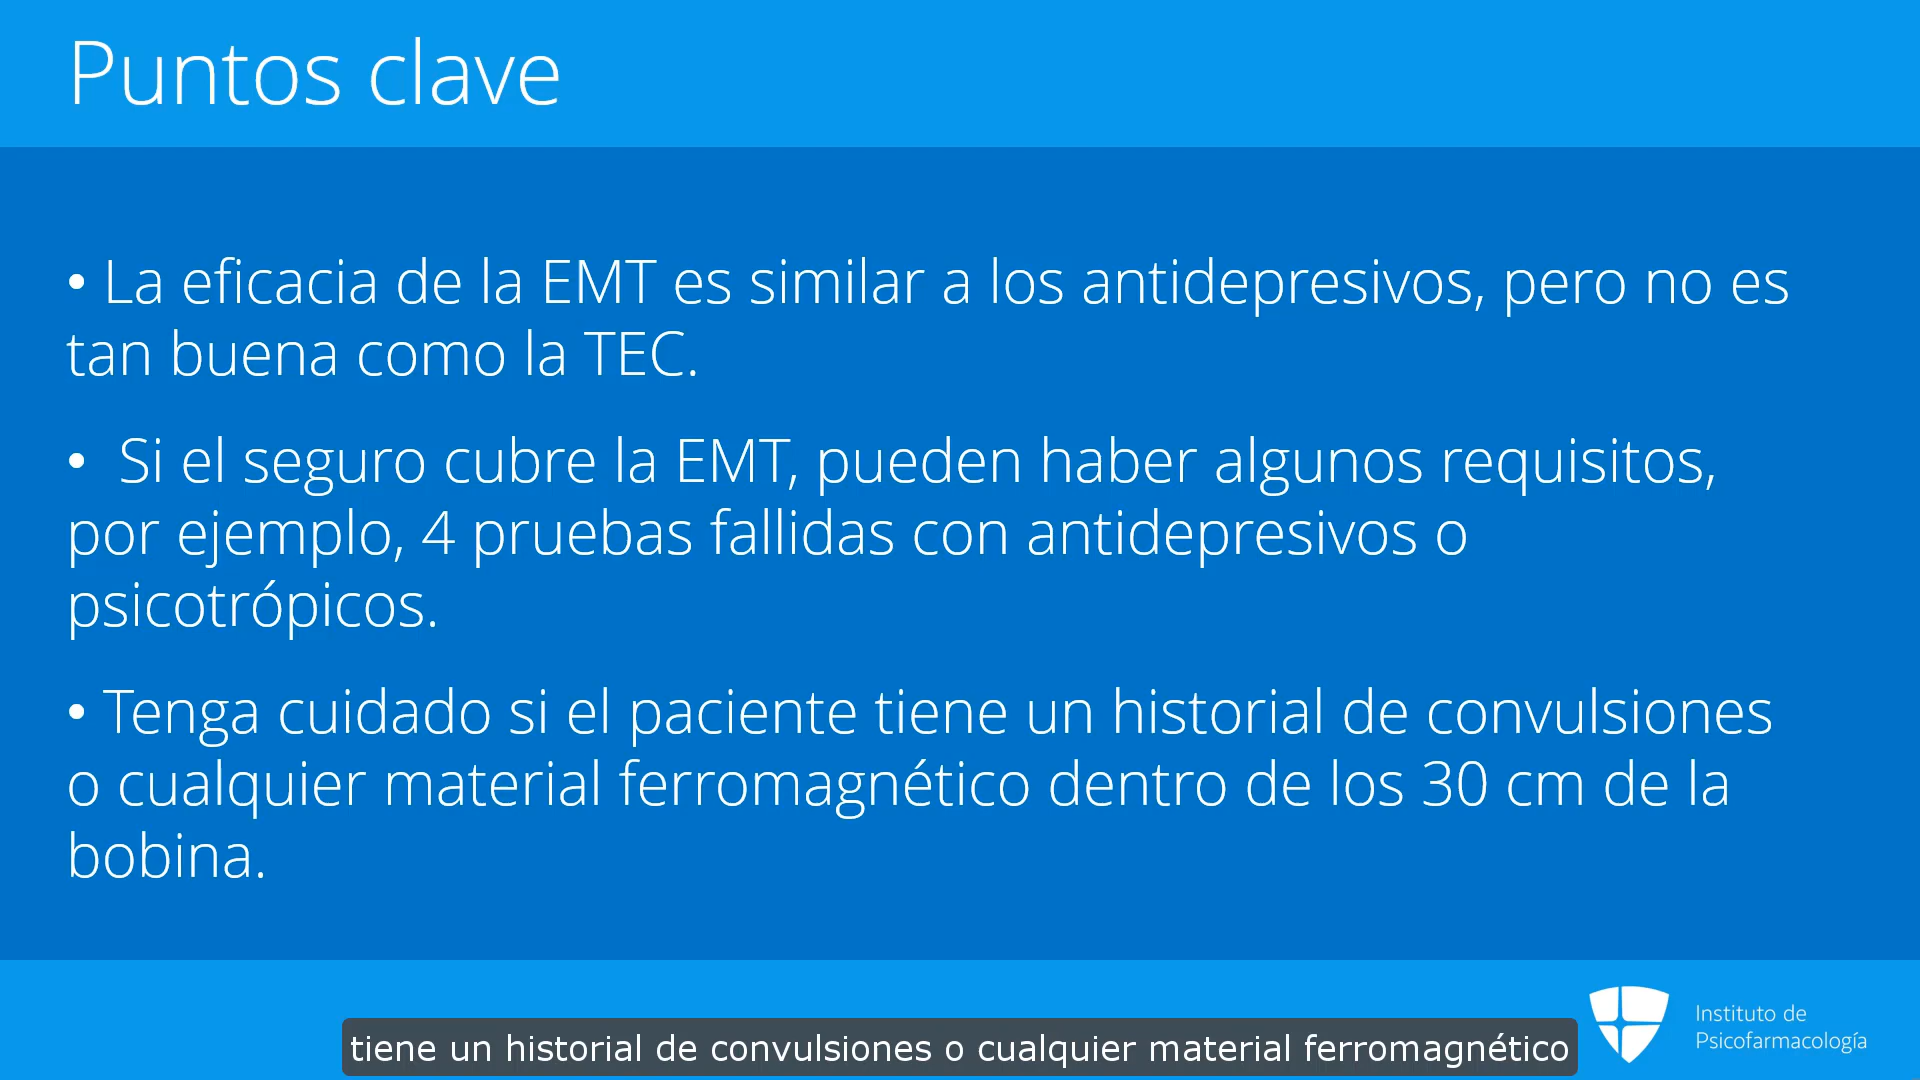 Puntos clave
• La eficacia de la EMT es similar a los antidepresivos, pero no es
tan buena como la TEC.
• Si el seguro cubre la EMT, pueden haber algunos requisitos,
por ejemplo, 4 pruebas fallidas con antidepresivos o
psicotrópicos.
• Tenga cuidado si el paciente tiene un historial de convulsiones
o cualquier material ferromagnético dentro de los 30 cm de la
bobina.
tiene un historial de convulsiones o cualquier material ferromagnético
Instituto de
Psicofarmacología